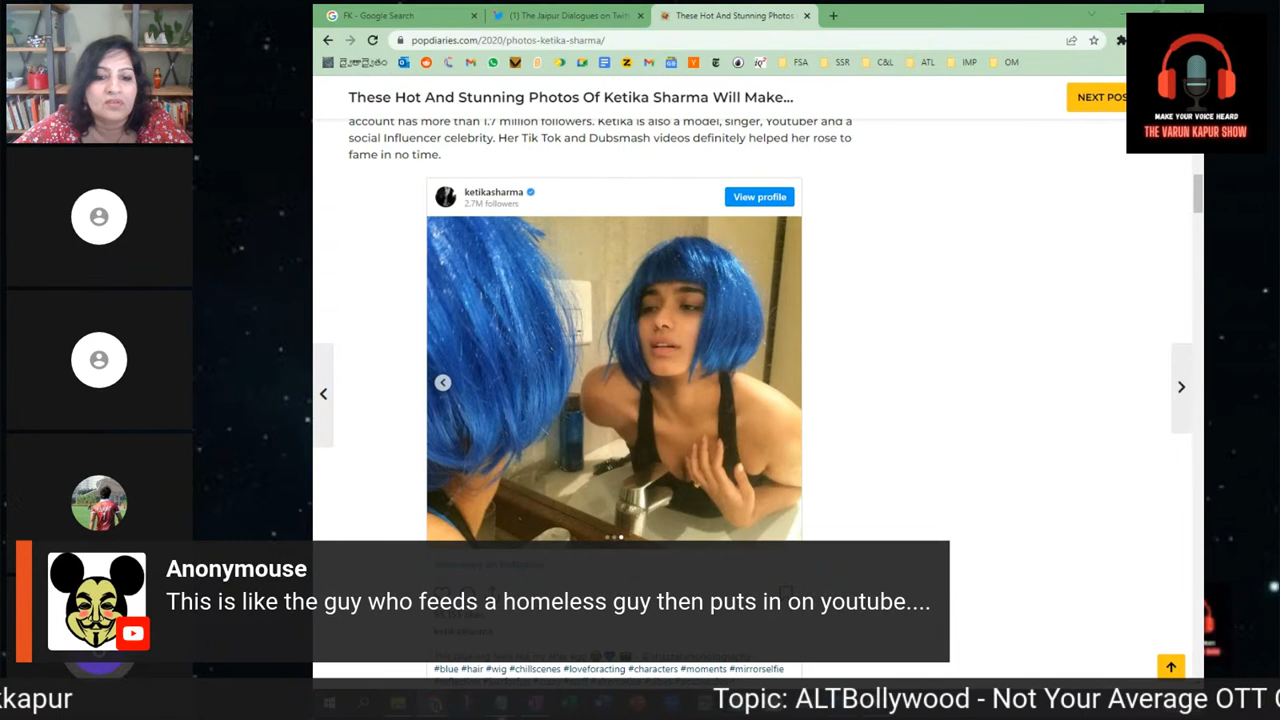 FK - Google Search
(1) The Jaipur Dialogues on Twitt
These Hot And Stunning Photos
popdiaries.com/2020/photos-ketika-sharma/
FSA
SSR
C&L
ATL
IMP
OM
These Hot And Stunning Photos Of Ketika Sharma Will Make...
NEXT POS
MAKE YOUR VOICE HEARD
THE VARUN KAPUR SHOW
account has more than 1.7 million followers. Ketika is also a model, singer, Youtuber and a
social Influencer celebrity. Her Tik Tok and Dubsmash videos definitely helped her rose to
fame in no time.
ketikasharma
2.7M followers
View profile
Anonymouse
This is like the guy who feeds a homeless guy then puts in on youtube....
#blue #hair #wig #chillscenes #loveforacting #characters #moments #mirrorselfie
kkapur
Topic: ALTBollywood - Not Your Average OTT